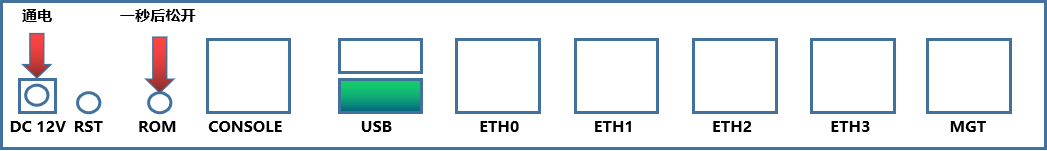 通电 一秒后松开
DC 12V RST ROM CONSOLE USB ETH0 ETH1 ETH2 ETH3 MGT